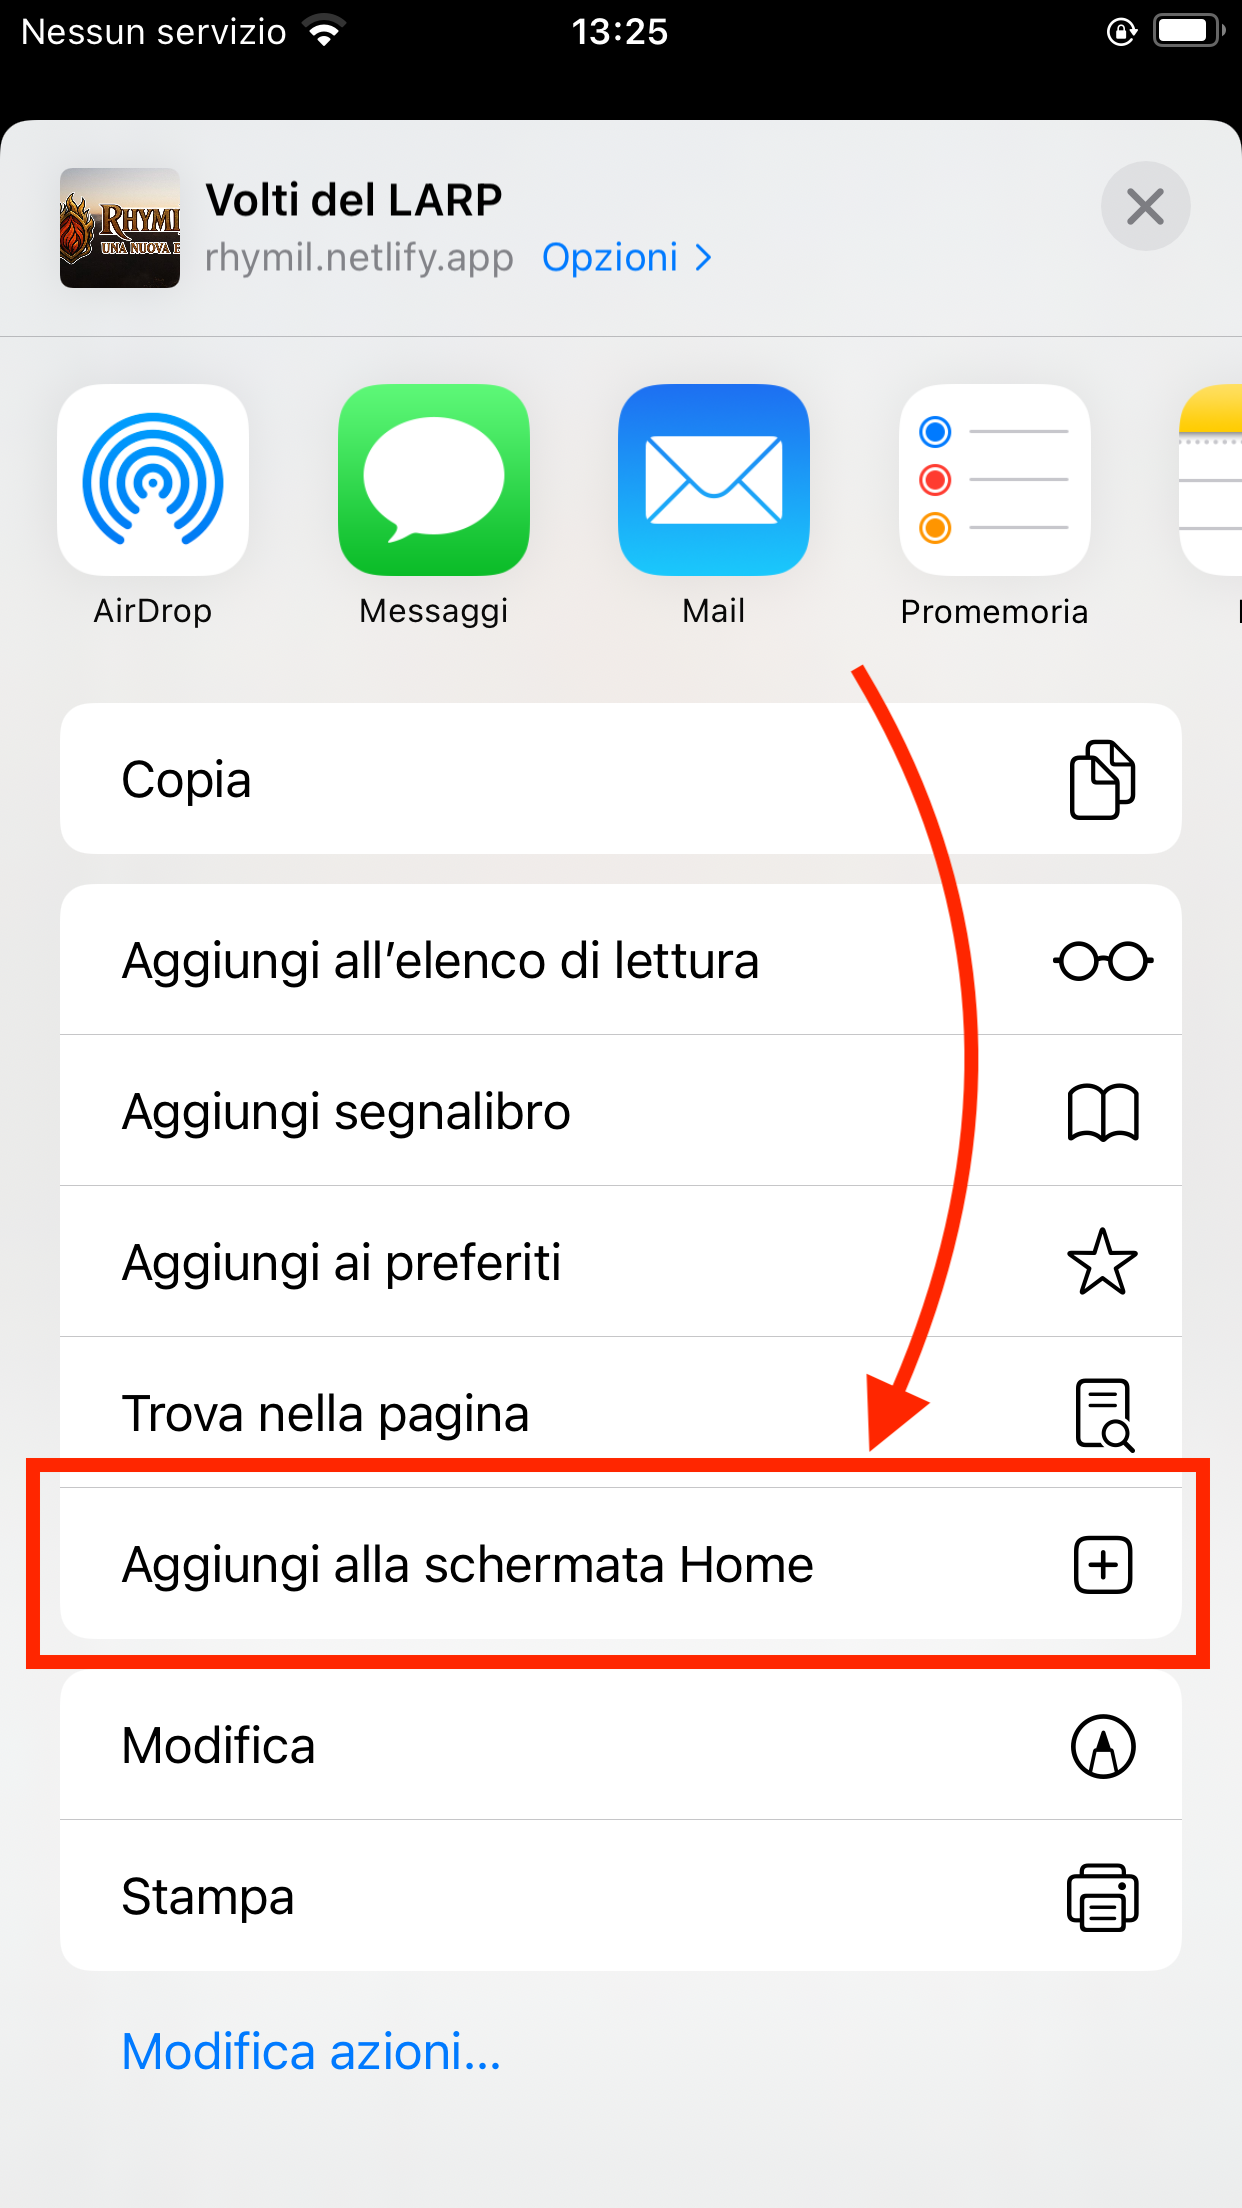 Nessun servizio 13:25
Volti del LARP
rhymil.netlify.app Opzioni
RHYMI
UNA NUOVA E
AirDrop
Messaggi
Mail
Promemoria
Copia
Aggiungi all’elenco di lettura
Aggiungi segnalibro
Aggiungi ai preferiti
Trova nella pagina
Aggiungi alla schermata Home
Modifica
Stampa
Modifica azioni...